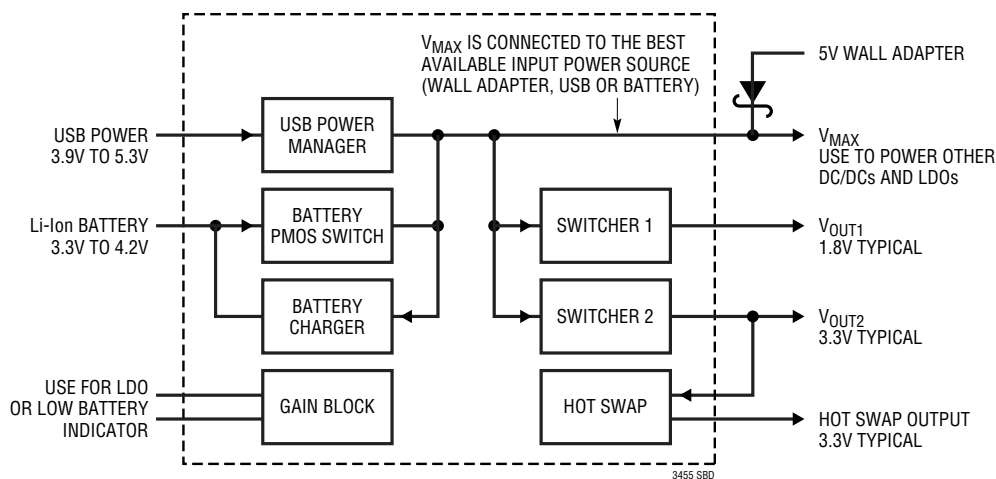 V_MAX IS CONNECTED TO THE BEST
AVAILABLE INPUT POWER SOURCE
(WALL ADAPTER, USB OR BATTERY)
5V WALL ADAPTER
USB POWER
3.9V TO 5.3V
USB POWER
MANAGER
V_MAX
USE TO POWER OTHER
DC/DCs AND LDOs
Li-Ion BATTERY
3.3V TO 4.2V
BATTERY
PMOS SWITCH
SWITCHER 1
V_OUT1
1.8V TYPICAL
BATTERY
CHARGER
SWITCHER 2
V_OUT2
3.3V TYPICAL
USE FOR LDO
OR LOW BATTERY
INDICATOR
GAIN BLOCK
HOT SWAP
HOT SWAP OUTPUT
3.3V TYPICAL
3455 SBD